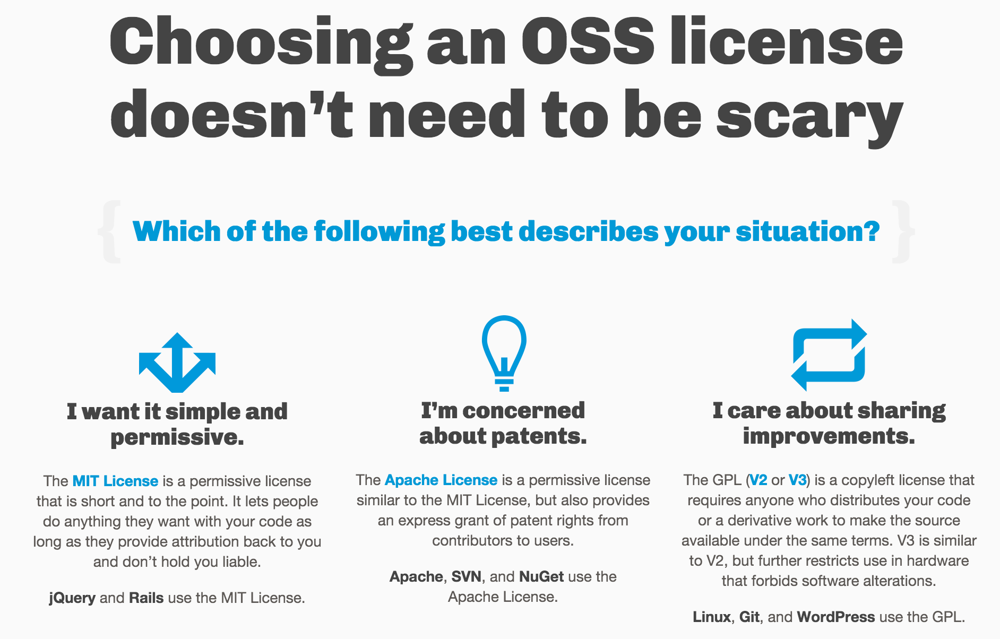 Choosing an OSS license
doesn’t need to be scary
{ Which of the following best describes your situation? }
I want it simple and
permissive.
The MIT License is a permissive license
that is short and to the point. It lets people
do anything they want with your code as
long as they provide attribution back to you
and don’t hold you liable.
jQuery and Rails use the MIT License.
I’m concerned
about patents.
The Apache License is a permissive license
similar to the MIT License, but also provides
an express grant of patent rights from
contributors to users.
Apache, SVN, and NuGet use the
Apache License.
I care about sharing
improvements.
The GPL (V2 or V3) is a copyleft license that
requires anyone who distributes your code
or a derivative work to make the source
available under the same terms. V3 is similar
to V2, but further restricts use in hardware
that forbids software alterations.
Linux, Git, and WordPress use the GPL.